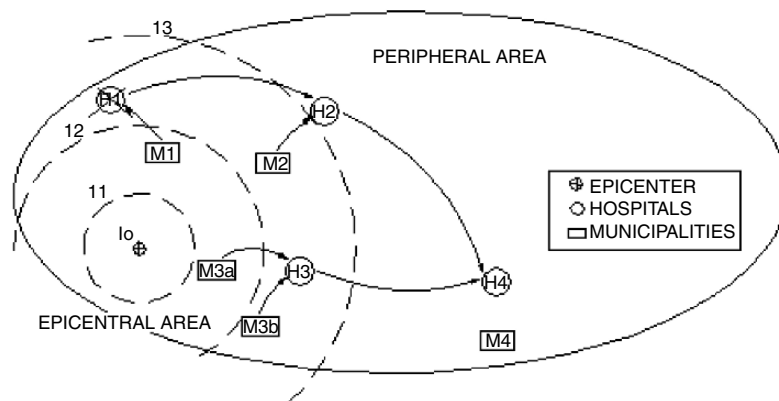 13
PERIPHERAL AREA
H1
H2
12
M1
M2
11
EPICENTER
HOSPITALS
MUNICIPALITIES
Io
M3a
H3
H4
EPICENTRAL AREA
M3b
M4